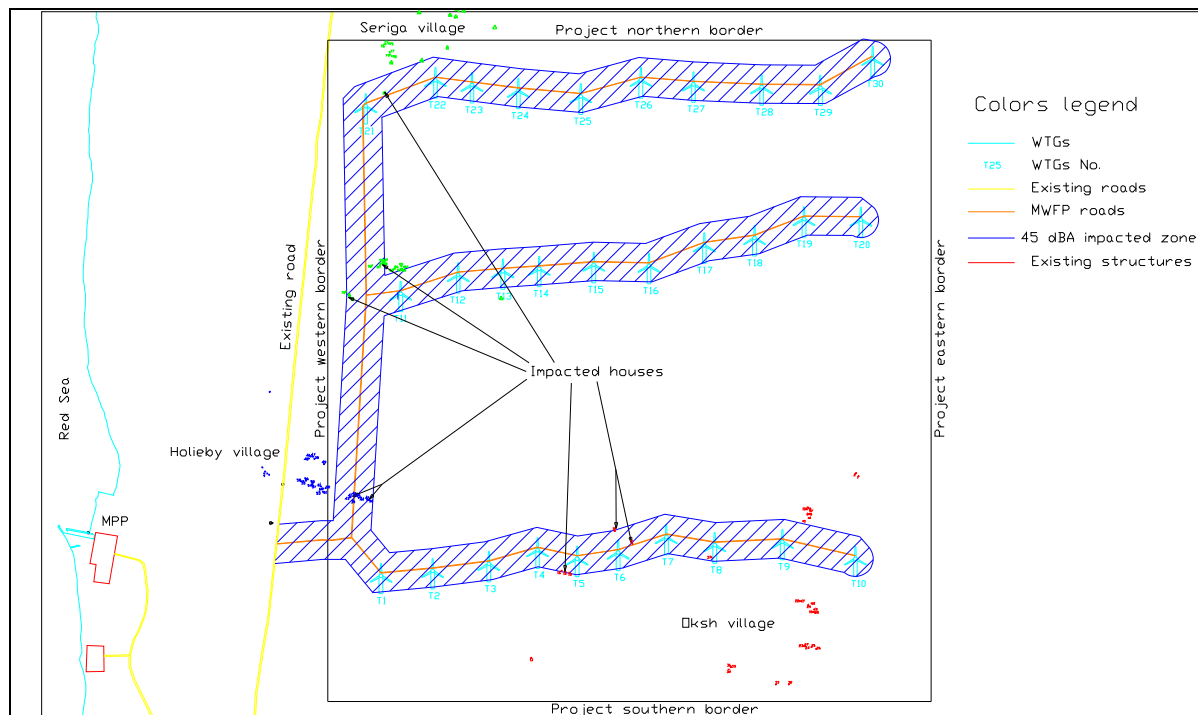 Seriga village
Project northern border
T21
T22
T23
T24
T25
T26
T27
T28
T29
T30
Colors legend
WTGs
T25
WTGs No.
Existing roads
MWFP roads
45 dBA impacted zone
Existing structures
T11
T12
T13
T14
T15
T16
T17
T18
T19
T20
Existing road
Project western border
Project eastern border
Red Sea
Impacted houses
Holieby village
MPP
T1
T2
T3
T4
T5
T6
T7
T8
T9
T10
□ksh village
Project southern border